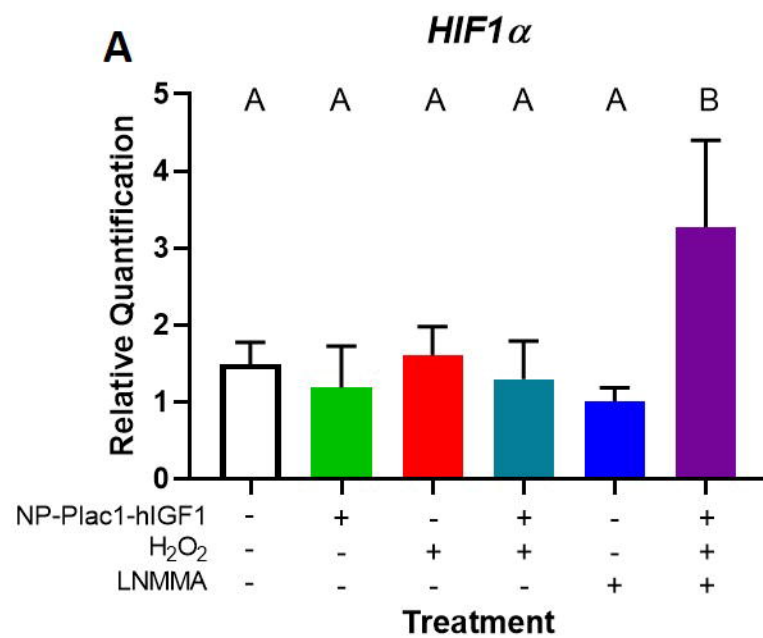 A
HIF1α
A A A A A B
5
4
3
2
1
0
Relative Quantification
NP-Plac1-hIGF1 - + - + - +
H₂O₂ - - + + - +
LNMMA - - - - + +
Treatment